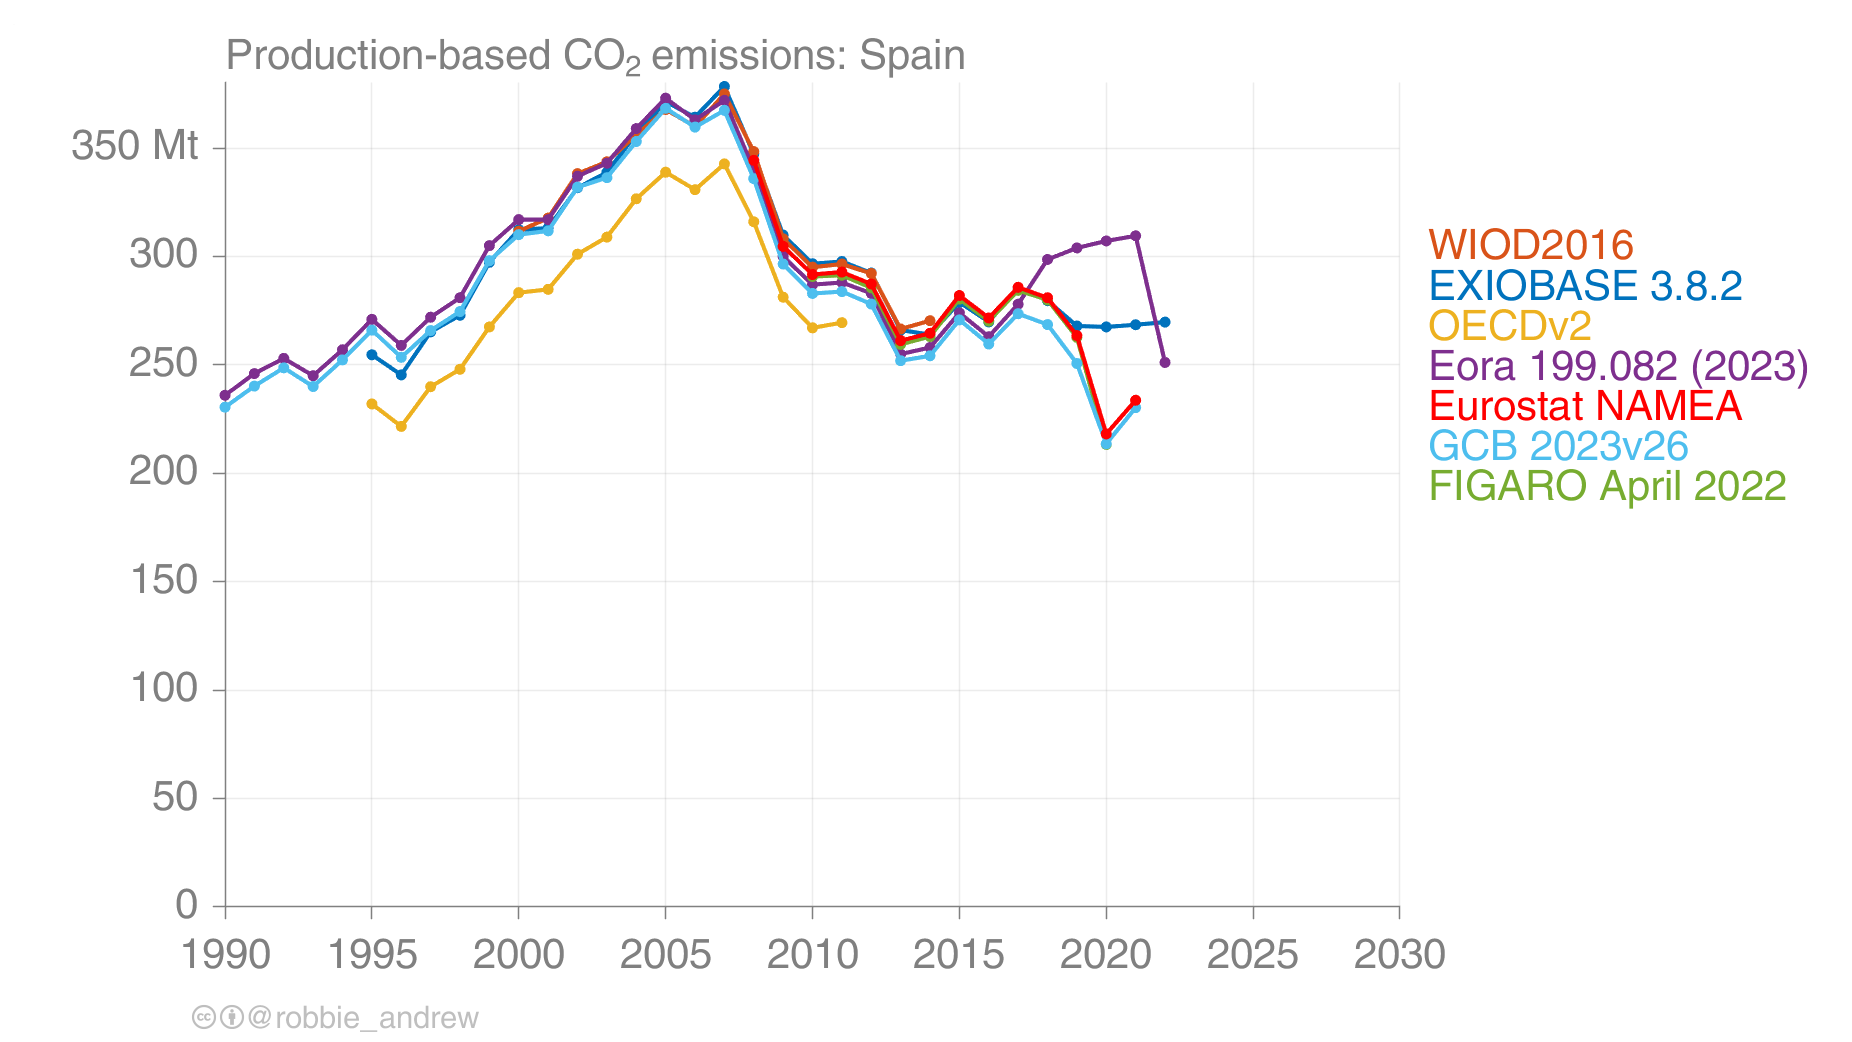 Production-based CO₂ emissions: Spain
350 Mt
300
250
200
150
100
50
0
1990 1995 2000 2005 2010 2015 2020 2025 2030
WIOD2016
EXIOBASE 3.8.2
OECDv2
Eora 199.082 (2023)
Eurostat NAMEA
GCB 2023v26
FIGARO April 2022
cc @robbie_andrew